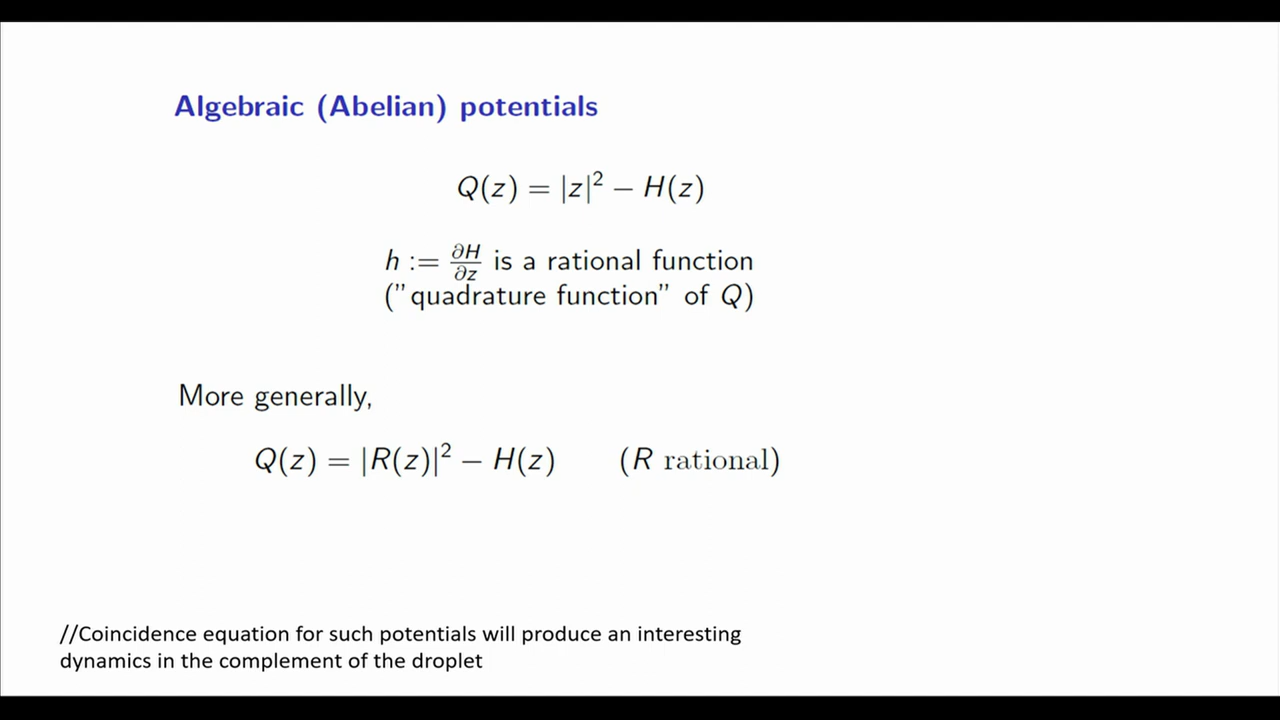 Algebraic (Abelian) potentials
Q(z) = |z|² − H(z)
h := ∂H/∂z is a rational function
("quadrature function" of Q)
More generally,
Q(z) = |R(z)|² − H(z) (R rational)
//Coincidence equation for such potentials will produce an interesting
dynamics in the complement of the droplet